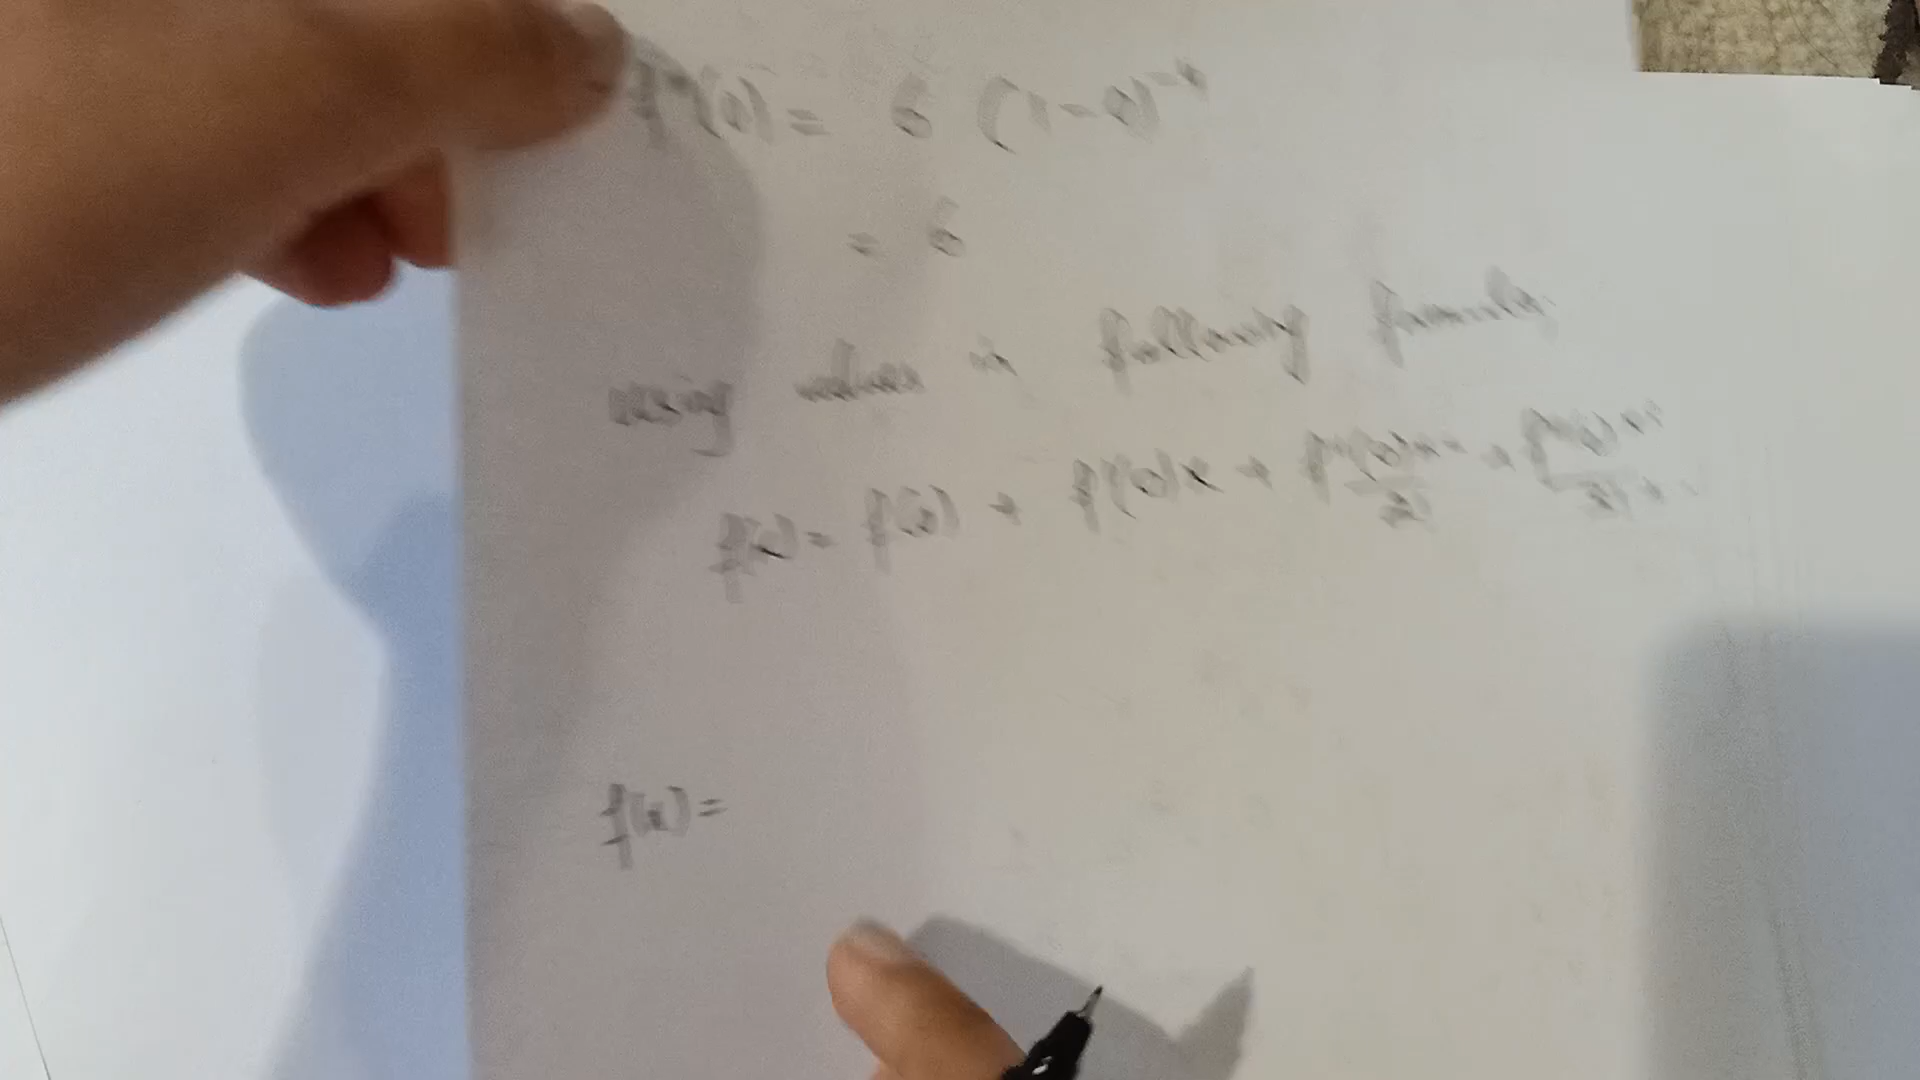 f'''(0) = 6 (1-0)^-4
= 6
using values in following formula.
f(x) = f(0) + f'(0)x + f''(0)x²/2! + f'''(0)x³/3! + ..
f(x) =